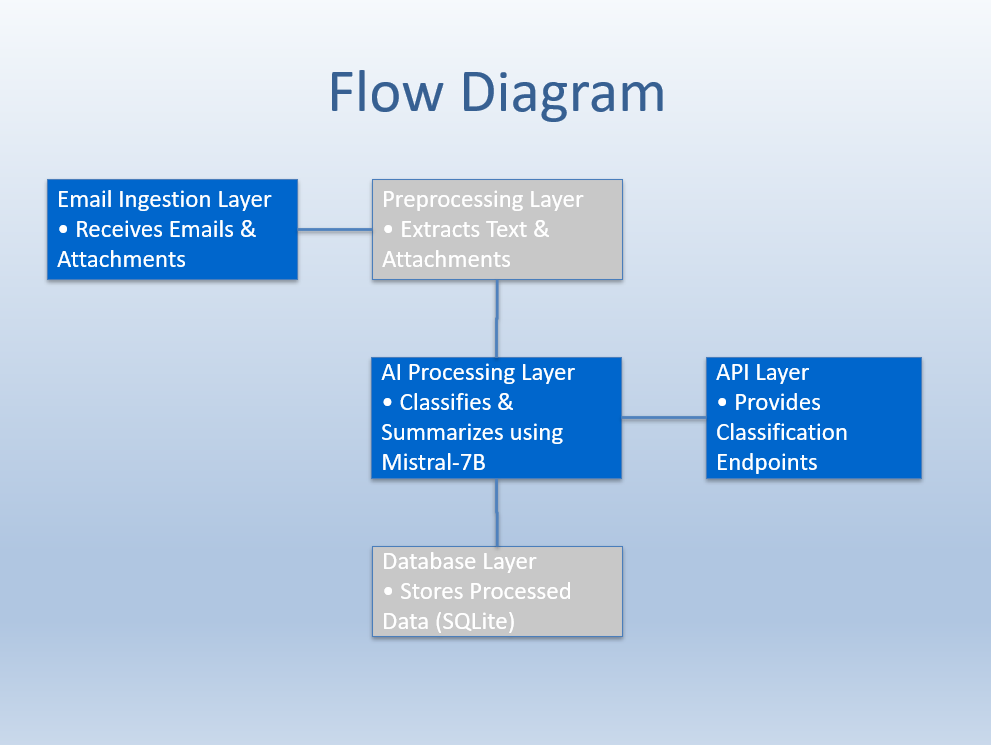 Flow Diagram
Email Ingestion Layer
• Receives Emails &
Attachments
Preprocessing Layer
• Extracts Text &
Attachments
AI Processing Layer
• Classifies &
Summarizes using
Mistral-7B
API Layer
• Provides
Classification
Endpoints
Database Layer
• Stores Processed
Data (SQLite)